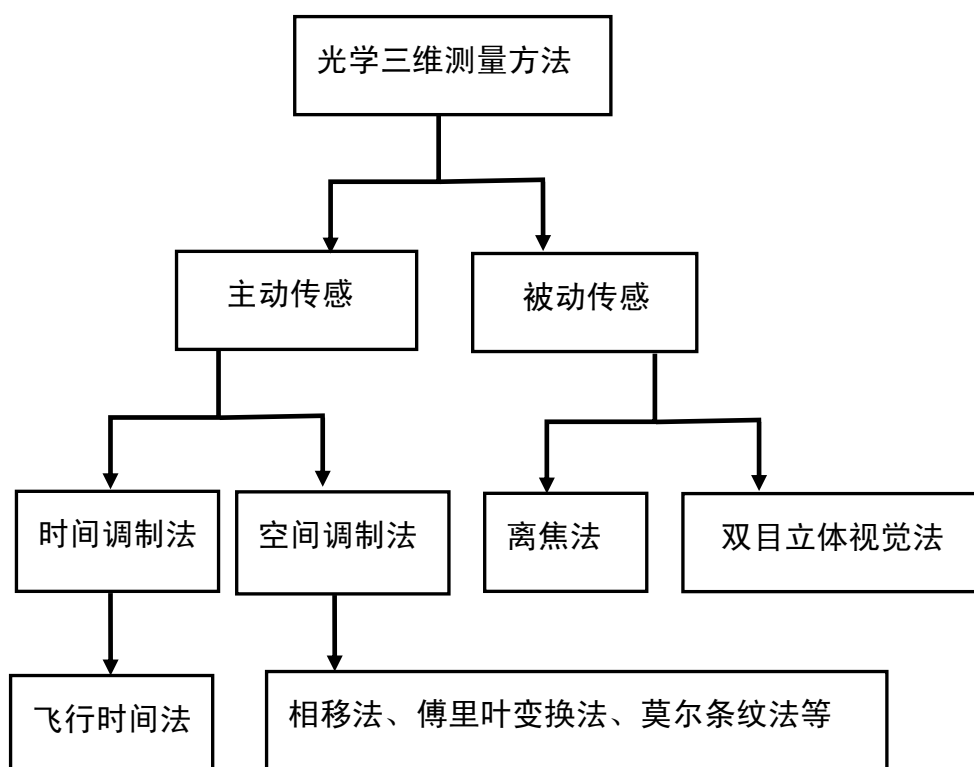 光学三维测量方法
主动传感
被动传感
时间调制法
空间调制法
离焦法
双目立体视觉法
飞行时间法
相移法、傅里叶变换法、莫尔条纹法等